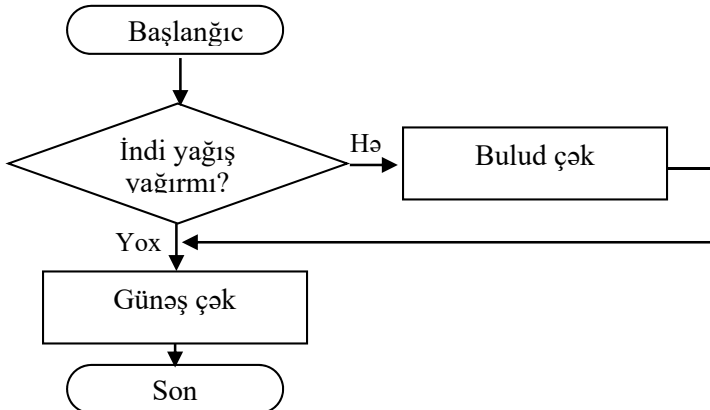 Başlanğıc
İndi yağış
yağırmı?
Hə
Bulud çək
Yox
Günəş çək
Son